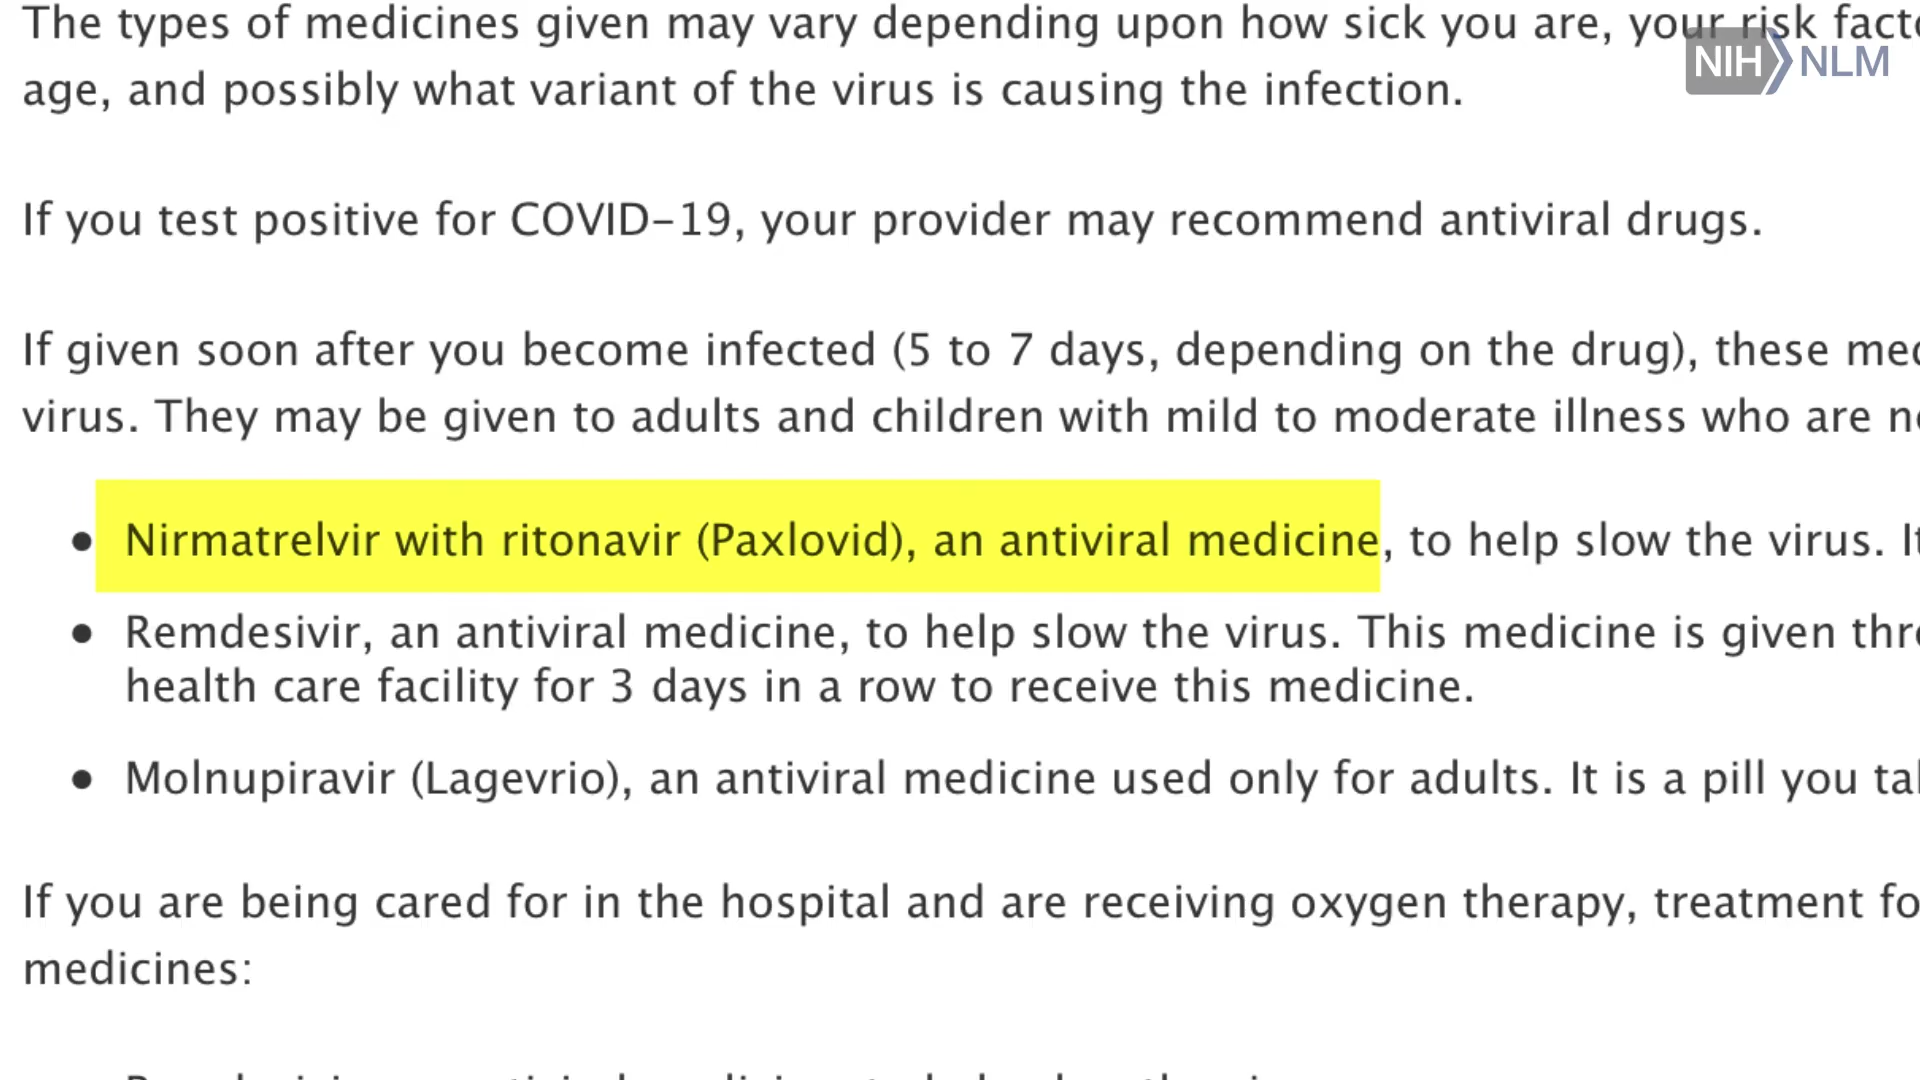 The types of medicines given may vary depending upon how sick you are, your risk
NIH NLM
age, and possibly what variant of the virus is causing the infection.
If you test positive for COVID-19, your provider may recommend antiviral drugs.
If given soon after you become infected (5 to 7 days, depending on the drug), these
virus. They may be given to adults and children with mild to moderate illness who are
• Nirmatrelvir with ritonavir (Paxlovid), an antiviral medicine, to help slow the virus.
• Remdesivir, an antiviral medicine, to help slow the virus. This medicine is given
health care facility for 3 days in a row to receive this medicine.
• Molnupiravir (Lagevrio), an antiviral medicine used only for adults. It is a pill you
If you are being cared for in the hospital and are receiving oxygen therapy, treatment
medicines: